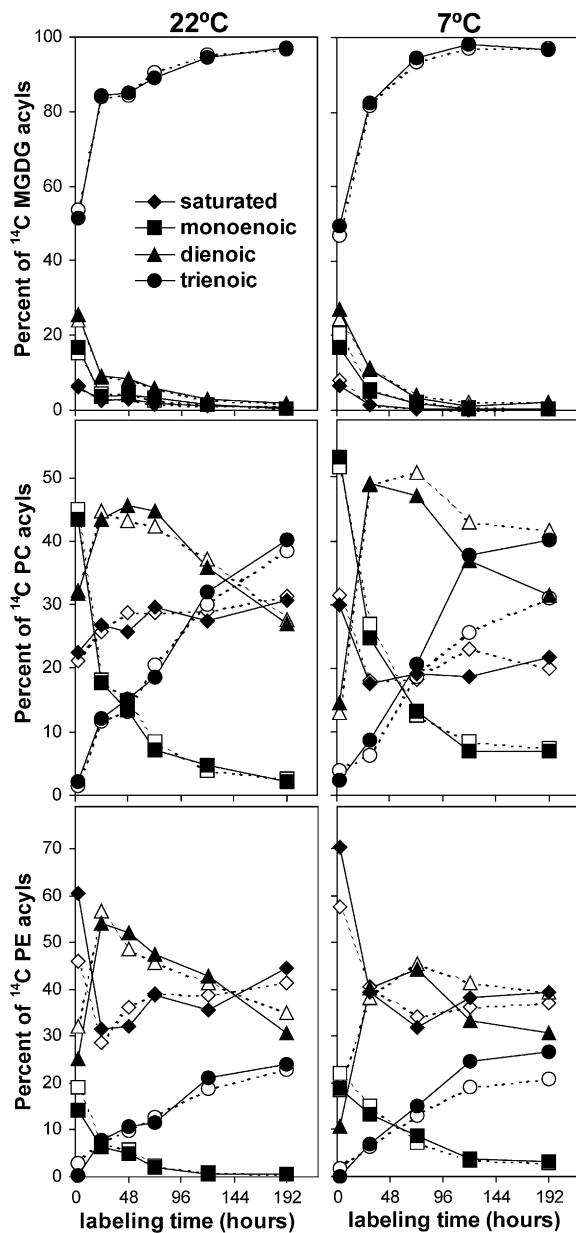 22ºC 7ºC
100
80
60
40
20
0
Percent of ¹⁴C MGDG acyls
saturated
monoenoic
dienoic
trienoic
50
40
30
20
10
0
Percent of ¹⁴C PC acyls
70
60
50
40
30
20
10
0
Percent of ¹⁴C PE acyls
0 48 96 144 192 0 48 96 144 192
labeling time (hours) labeling time (hours)